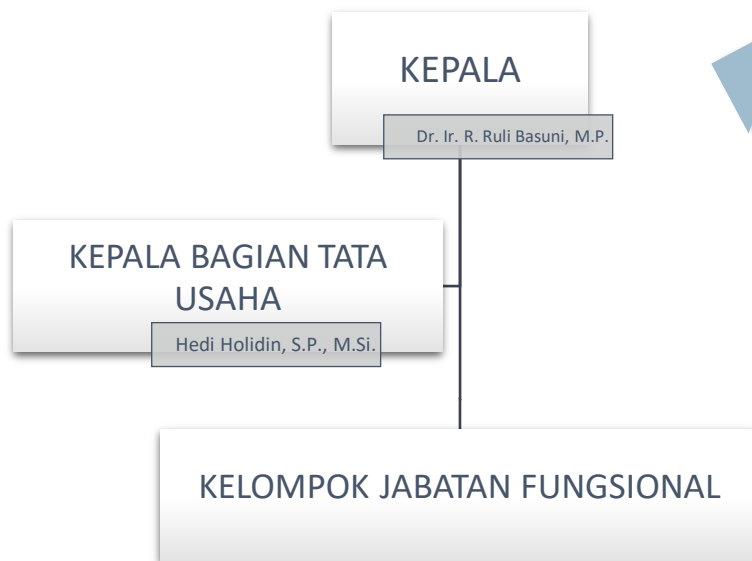 KEPALA
Dr. Ir. R. Ruli Basuni, M.P.
KEPALA BAGIAN TATA
USAHA
Hedi Holidin, S.P., M.Si.
KELOMPOK JABATAN FUNGSIONAL